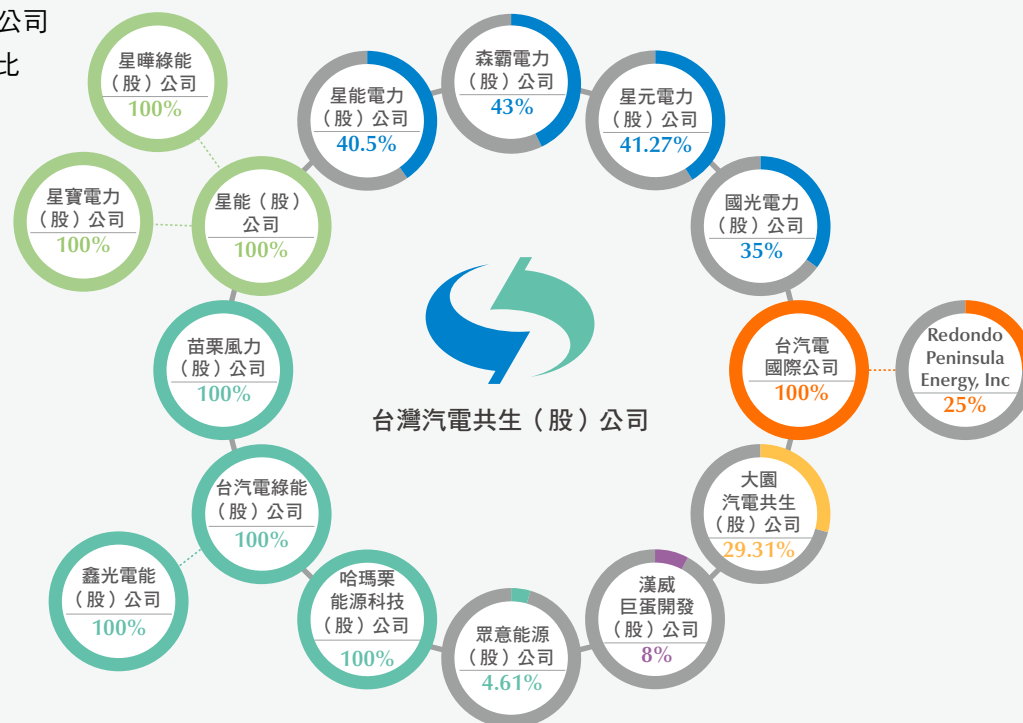 公司
比
星曄綠能
（股）公司
100%
星能電力
（股）公司
40.5%
森霸電力
（股）公司
43%
星元電力
（股）公司
41.27%
星寶電力
（股）公司
100%
星能（股）
公司
100%
國光電力
（股）公司
35%
苗栗風力
（股）公司
100%
台灣汽電共生（股）公司
台汽電
國際公司
100%
Redondo
Peninsula
Energy, Inc
25%
台汽電綠能
（股）公司
100%
大園
汽電共生
（股）公司
29.31%
鑫光電能
（股）公司
100%
哈瑪栗
能源科技
（股）公司
100%
眾意能源
（股）公司
4.61%
漢威
巨蛋開發
（股）公司
8%